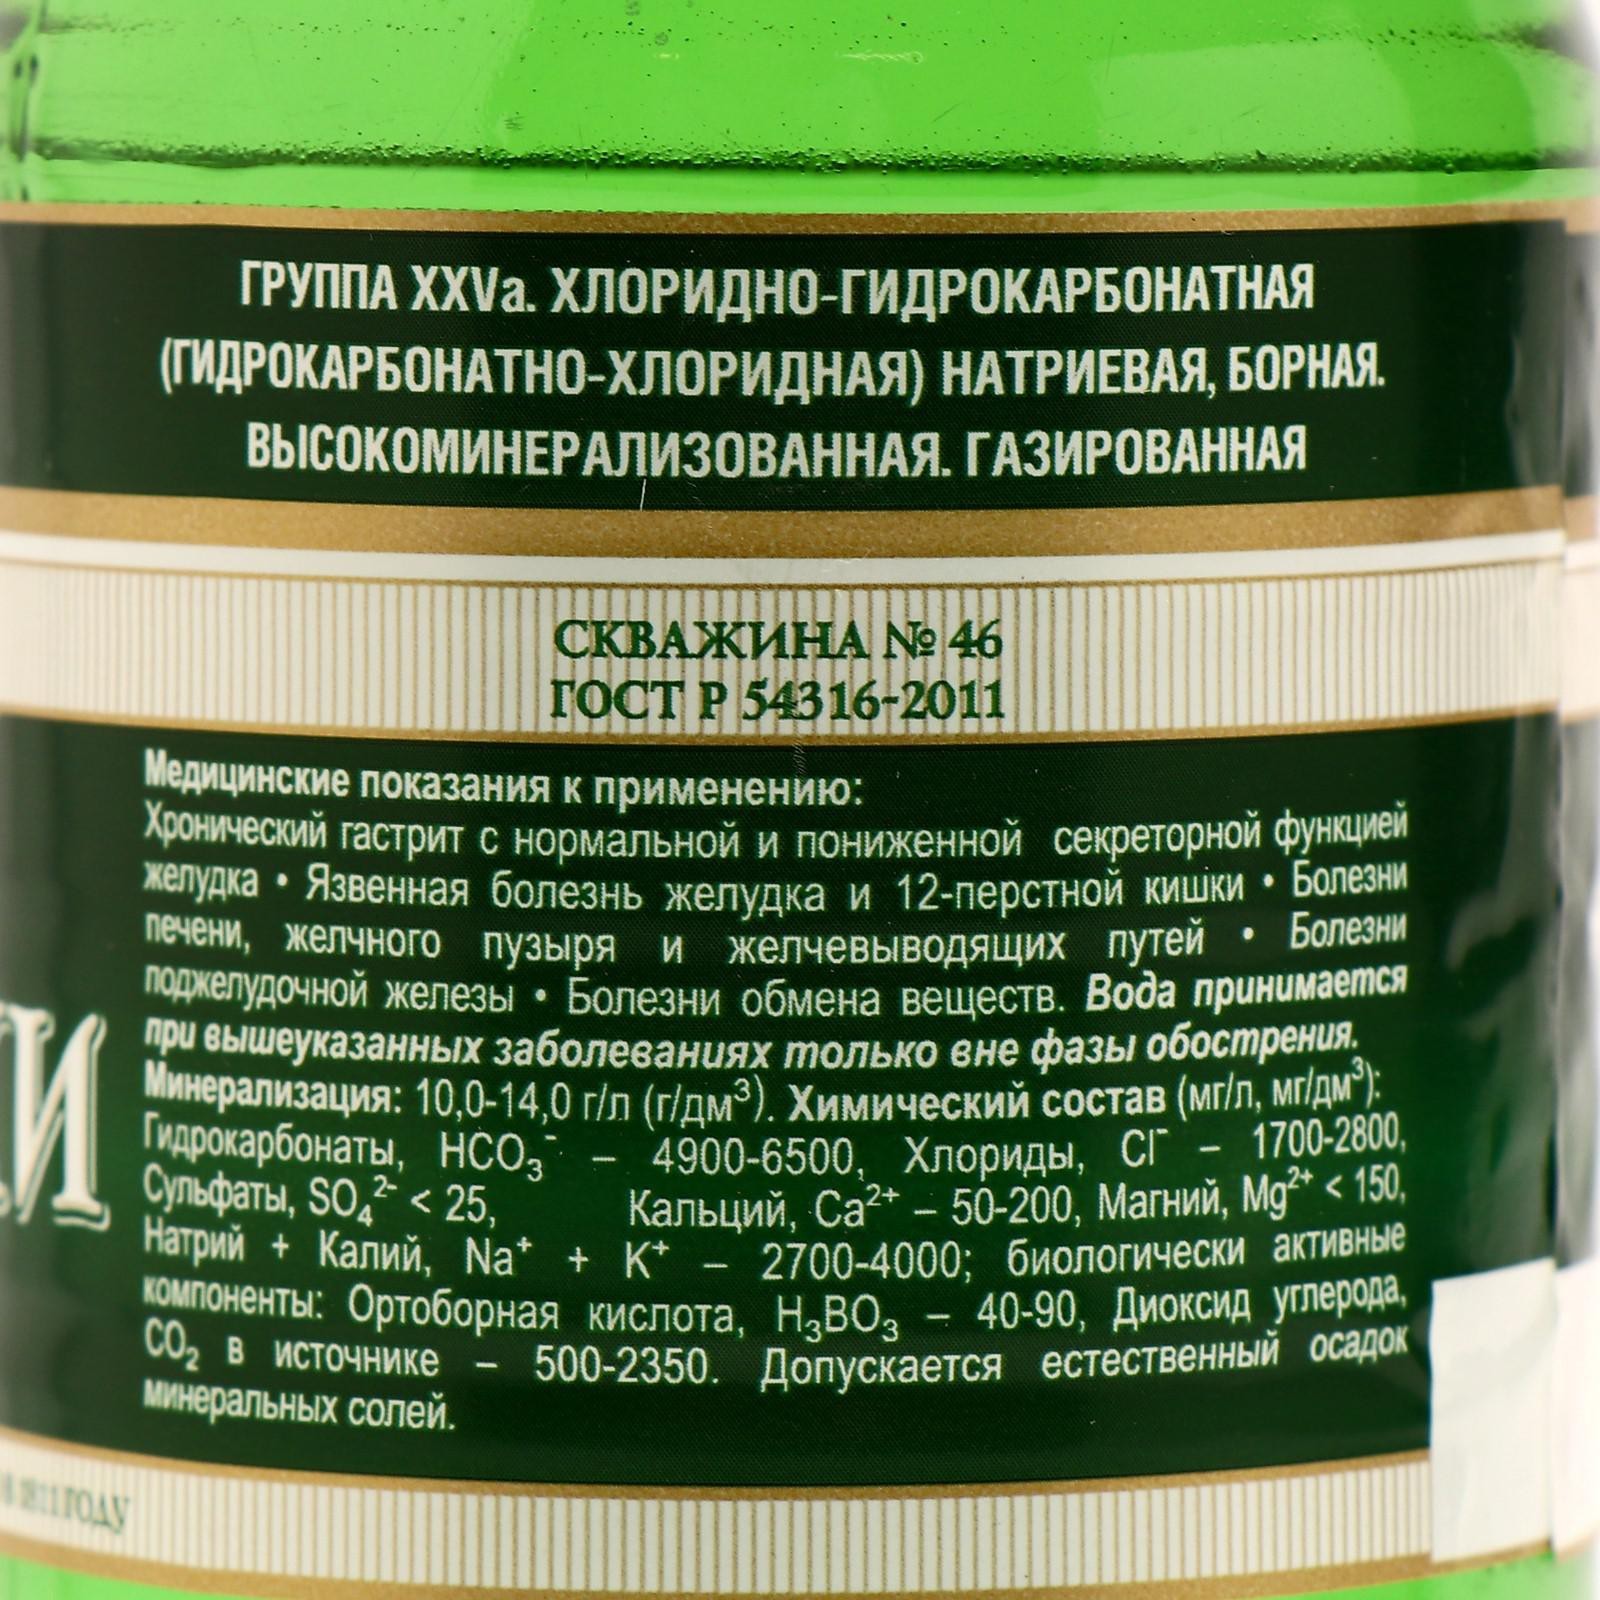 ГРУППА XXVa. ХЛОРИДНО-ГИДРОКАРБОНАТНАЯ
(ГИДРОКАРБОНАТНО-ХЛОРИДНАЯ) НАТРИЕВАЯ, БОРНАЯ.
ВЫСОКОМИНЕРАЛИЗОВАННАЯ. ГАЗИРОВАННАЯ
СКВАЖИНА № 46
ГОСТ Р 54316-2011
Медицинские показания к применению:
Хронический гастрит с нормальной и пониженной секреторной функцией
желудка • Язвенная болезнь желудка и 12-перстной кишки • Болезни
печени, желчного пузыря и желчевыводящих путей • Болезни
поджелудочной железы • Болезни обмена веществ. Вода принимается
при вышеуказанных заболеваниях только вне фазы обострения.
Минерализация: 10,0-14,0 г/л (г/дм³). Химический состав (мг/л, мг/дм³):
Гидрокарбонаты, HCO₃⁻ – 4900-6500, Хлориды, Cl⁻ – 1700-2800,
Сульфаты, SO₄²⁻ < 25, Кальций, Ca²⁺ – 50-200, Магний, Mg²⁺ < 150,
Натрий + Калий, Na⁺ + K⁺ – 2700-4000; биологически активные
компоненты: Ортоборная кислота, H₃BO₃ – 40-90, Диоксид углерода,
CO₂ в источнике – 500-2350. Допускается естественный осадок
минеральных солей.
ГОДУ